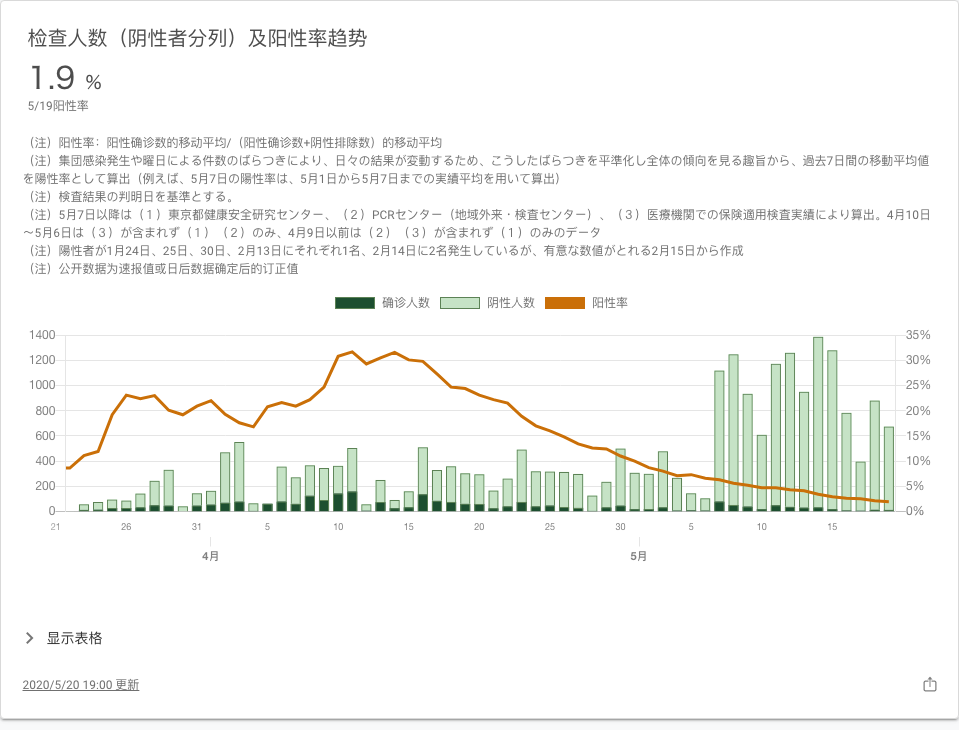 检查人数（阴性者分列）及阳性率趋势
1.9 %
5/19阳性率
（注）阳性率：阳性确诊数的移动平均/（阳性确诊数+阴性排除数）的移动平均
（注）集団感染発生や曜日による件数のばらつきにより、日々の結果が変動するため、こうしたばらつきを平準化し全体の傾向を見る趣旨から、過去7日間の移動平均値
を陽性率として算出（例えば、5月7日の陽性率は、5月1日から5月7日までの実績平均を用いて算出）
（注）検査結果の判明日を基準とする。
（注）5月7日以降は（１）東京都健康安全研究センター、（２）PCRセンター（地域外来・検査センター）、（３）医療機関での保険適用検査実績により算出。4月10日
～5月6日は（３）が含まれず（１）（２）のみ、4月9日以前は（２）（３）が含まれず（１）のみのデータ
（注）陽性者が1月24日、25日、30日、2月13日にそれぞれ1名、2月14日に2名発生しているが、有意な数値がとれる2月15日から作成
（注）公开数据为速报值或日后数据确定后的订正值
确诊人数 阴性人数 阳性率
1400 35%
1200 30%
1000 25%
800 20%
600 15%
400 10%
200 5%
0 0%
21 26 31 5 10 15 20 25 30 5 10 15
4月 5月
显示表格
2020/5/20 19:00 更新